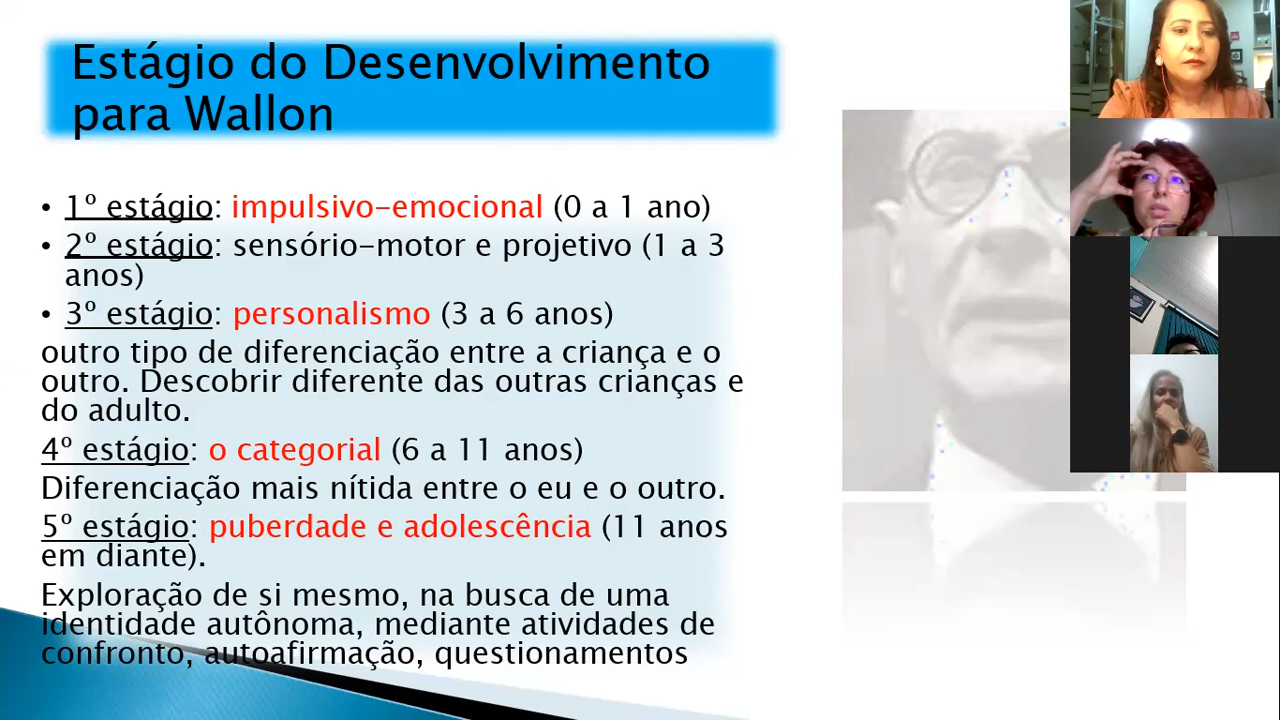 Estágio do Desenvolvimento
para Wallon
• 1º estágio: impulsivo-emocional (0 a 1 ano)
• 2º estágio: sensório-motor e projetivo (1 a 3
anos)
• 3º estágio: personalismo (3 a 6 anos)
outro tipo de diferenciação entre a criança e o
outro. Descobrir diferente das outras crianças e
do adulto.
4º estágio: o categorial (6 a 11 anos)
Diferenciação mais nítida entre o eu e o outro.
5º estágio: puberdade e adolescência (11 anos
em diante).
Exploração de si mesmo, na busca de uma
identidade autônoma, mediante atividades de
confronto, autoafirmação, questionamentos